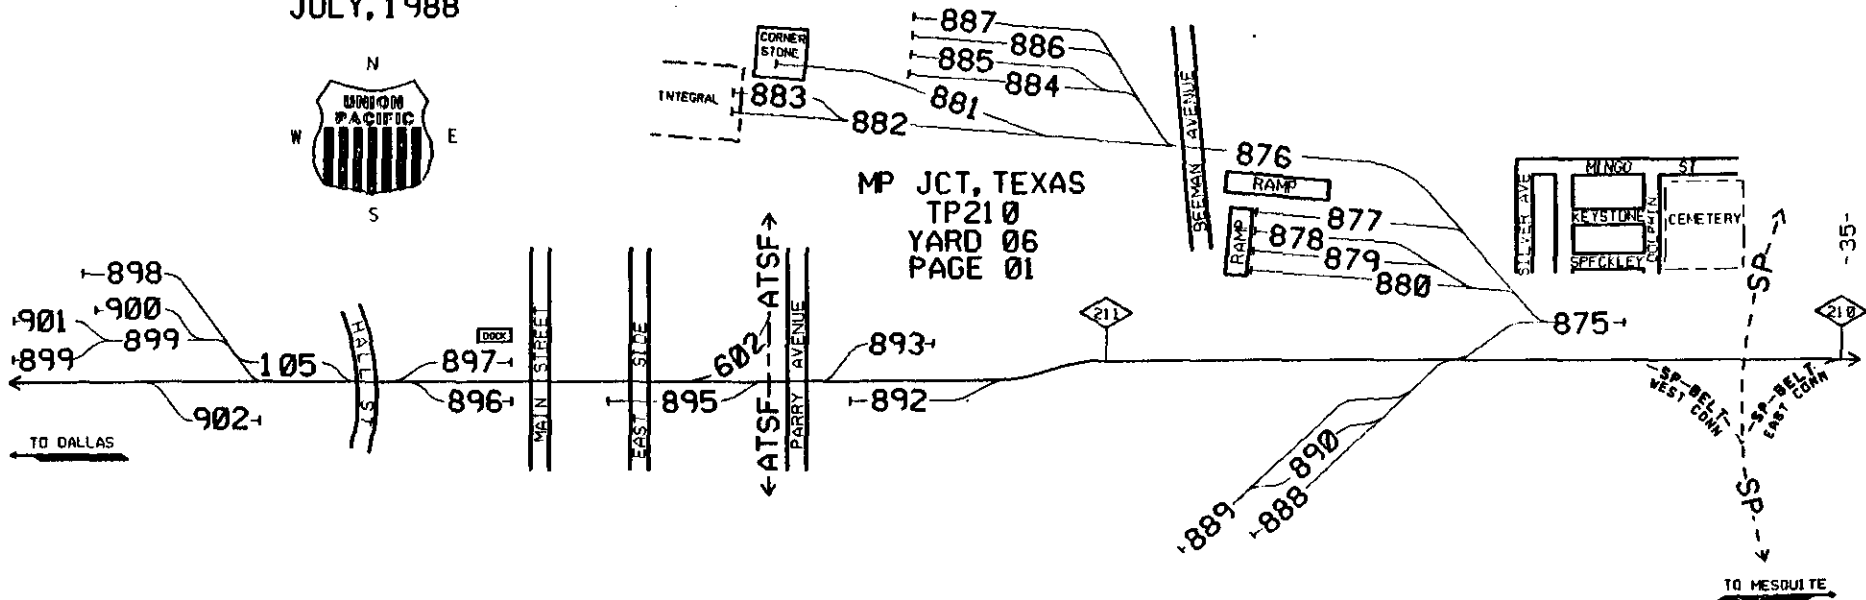 JULY, 1988
N
UNION
PACIFIC
W
E
S
CORNER
STONE
INTEGRAL
883
882
881
887
886
885
884
BEEMAN AVENUE
876
RAMP
RAMP
877
878
879
880
MP JCT, TEXAS
TP210
YARD 06
PAGE 01
SILVER AVE
MINGO ST
KEYSTONE
SPECKLEY
DOLPHIN
CEMETERY
SP
-35-
898
901
900
899
899
105
HALL ST
902
DOCK
897
896
MAIN STREET
EAST SIDE
602
895
ATSF
ATSF
PARRY AVENUE
893
892
211
875
210
SP-BELT
WEST CONN
SP-BELT
EAST CONN
SP
889
890
888
TO DALLAS
TO MESQUITE